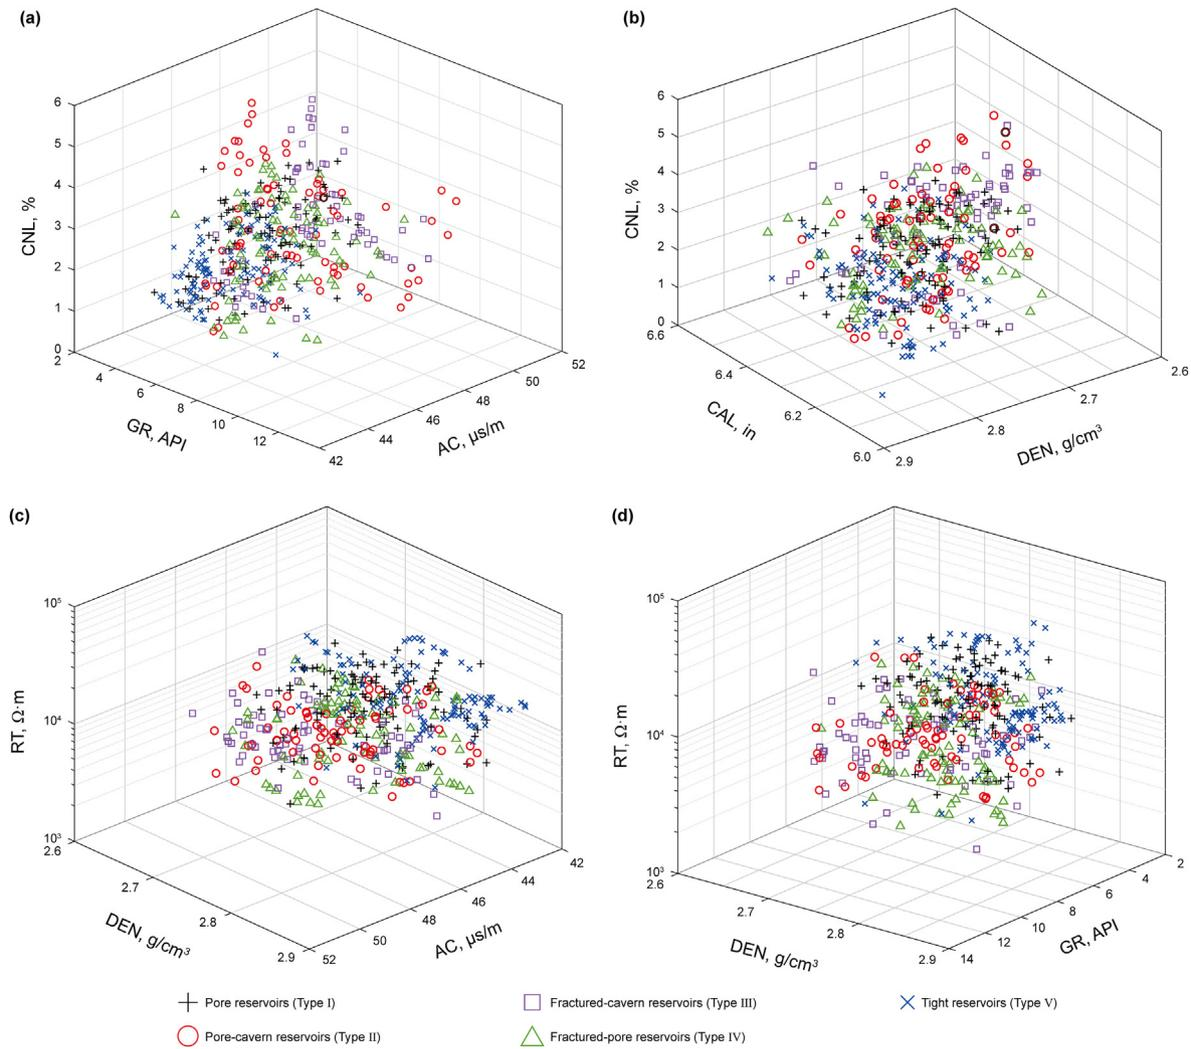 (a)
6
5
4
3
2
1
0
CNL, %
2
4
6
8
10
12
GR, API
42
44
46
48
50
52
AC, μs/m
(b)
6
5
4
3
2
1
0
CNL, %
6.6
6.4
6.2
6.0
CAL, in
2.9
2.8
2.7
2.6
DEN, g/cm³
(c)
10⁵
10⁴
10³
RT, Ω·m
2.6
2.7
2.8
2.9
DEN, g/cm³
52
50
48
46
44
42
AC, μs/m
(d)
10⁵
10⁴
10³
RT, Ω·m
2.6
2.7
2.8
2.9
DEN, g/cm³
14
12
10
8
6
4
2
GR, API
Pore reservoirs (Type I)
Fractured-cavern reservoirs (Type III)
Tight reservoirs (Type V)
Pore-cavern reservoirs (Type II)
Fractured-pore reservoirs (Type IV)